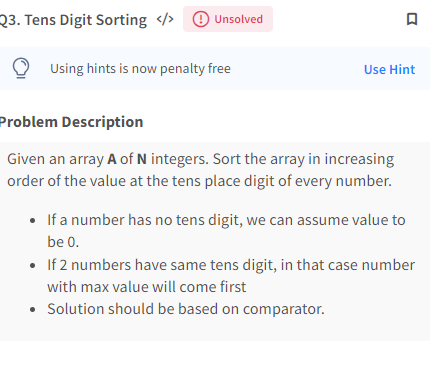 Q3. Tens Digit Sorting </> Unsolved
Using hints is now penalty free Use Hint
Problem Description
Given an array A of N integers. Sort the array in increasing
order of the value at the tens place digit of every number.
• If a number has no tens digit, we can assume value to
be 0.
• If 2 numbers have same tens digit, in that case number
with max value will come first
• Solution should be based on comparator.